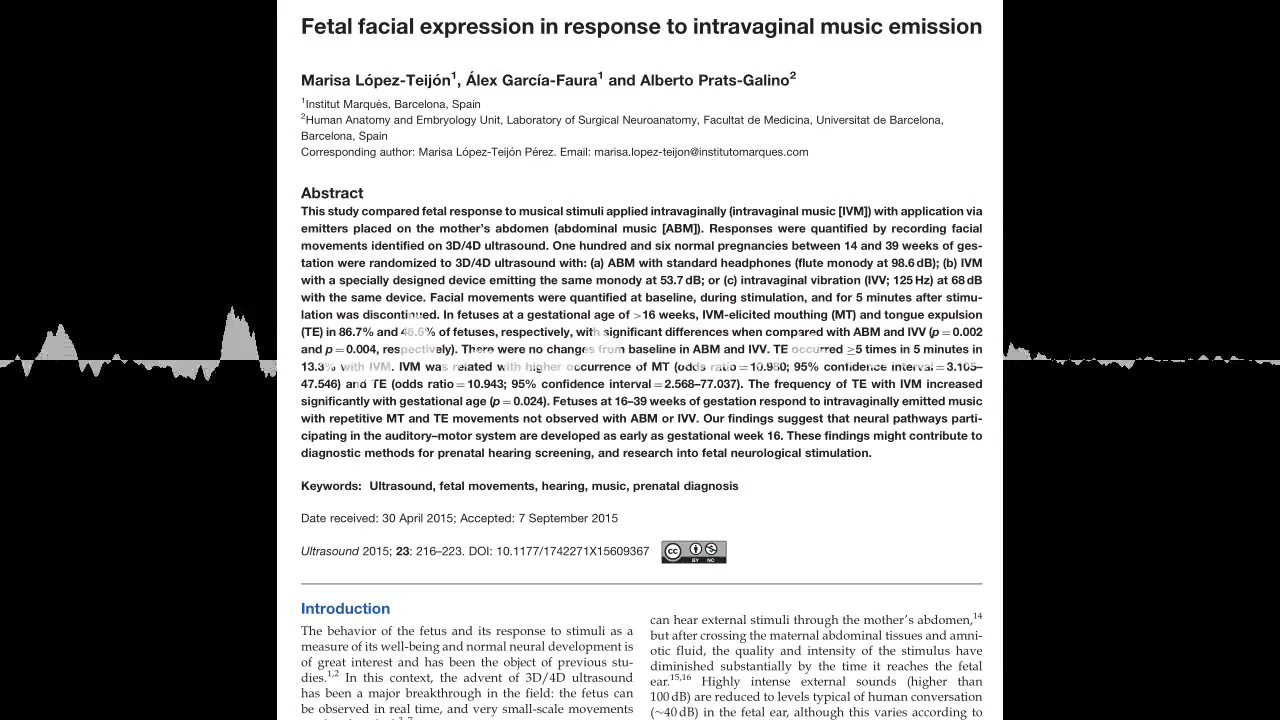 Fetal facial expression in response to intravaginal music emission
Marisa López-Teijón1, Álex García-Faura1 and Alberto Prats-Galino2
1Institut Marquès, Barcelona, Spain
2Human Anatomy and Embryology Unit, Laboratory of Surgical Neuroanatomy, Facultat de Medicina, Universitat de Barcelona,
Barcelona, Spain
Corresponding author: Marisa López-Teijón Pérez. Email: marisa.lopez-teijon@institutomarques.com
Abstract
This study compared fetal response to musical stimuli applied intravaginally (intravaginal music [IVM]) with application via
emitters placed on the mother's abdomen (abdominal music [ABM]). Responses were quantified by recording facial
movements identified on 3D/4D ultrasound. One hundred and six normal pregnancies between 14 and 39 weeks of ges-
tation were randomized to 3D/4D ultrasound with: (a) ABM with standard headphones (flute monody at 98.6 dB); (b) IVM
with a specially designed device emitting the same monody at 53.7 dB; or (c) intravaginal vibration (IVV; 125 Hz) at 68 dB
with the same device. Facial movements were quantified at baseline, during stimulation, and for 5 minutes after stimu-
lation was discontinued. In fetuses at a gestational age of >16 weeks, IVM-elicited mouthing (MT) and tongue expulsion
(TE) in 86.7% and 46.6% of fetuses, respectively, with significant differences when compared with ABM and IVV (p = 0.002
and p = 0.004, respectively). There were no changes from baseline in ABM and IVV. TE occurred ≥5 times in 5 minutes in
13.3% with IVM. IVM was related with higher occurrence of MT (odds ratio = 10.980; 95% confidence interval = 3.105–
47.546) and TE (odds ratio = 10.943; 95% confidence interval = 2.568–77.037). The frequency of TE with IVM increased
significantly with gestational age (p = 0.024). Fetuses at 16–39 weeks of gestation respond to intravaginally emitted music
with repetitive MT and TE movements not observed with ABM or IVV. Our findings suggest that neural pathways parti-
cipating in the auditory–motor system are developed as early as gestational week 16. These findings might contribute to
diagnostic methods for prenatal hearing screening, and research into fetal neurological stimulation.
Keywords: Ultrasound, fetal movements, hearing, music, prenatal diagnosis
Date received: 30 April 2015; Accepted: 7 September 2015
Ultrasound 2015; 23: 216–223. DOI: 10.1177/1742271X15609367
cc BY NC
Introduction
The behavior of the fetus and its response to stimuli as a
measure of its well-being and normal neural development is
of great interest and has been the object of previous stu-
dies.1,2 In this context, the advent of 3D/4D ultrasound
has been a major breakthrough in the field: the fetus can
be observed in real time, and very small-scale movements
can hear external stimuli through the mother's abdomen,14
but after crossing the maternal abdominal tissues and amni-
otic fluid, the quality and intensity of the stimulus have
diminished substantially by the time it reaches the fetal
ear.15,16 Highly intense external sounds (higher than
100 dB) are reduced to levels typical of human conversation
(~40 dB) in the fetal ear, although this varies according to